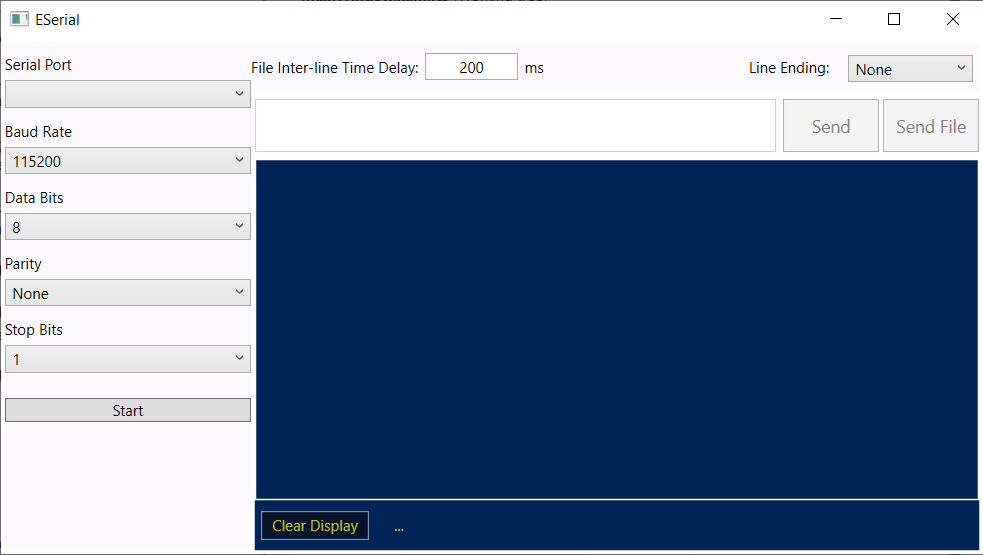 ESerial
Serial Port
File Inter-line Time Delay: 200 ms
Line Ending: None
Baud Rate
115200
Send
Send File
Data Bits
8
Parity
None
Stop Bits
1
Start
Clear Display
...